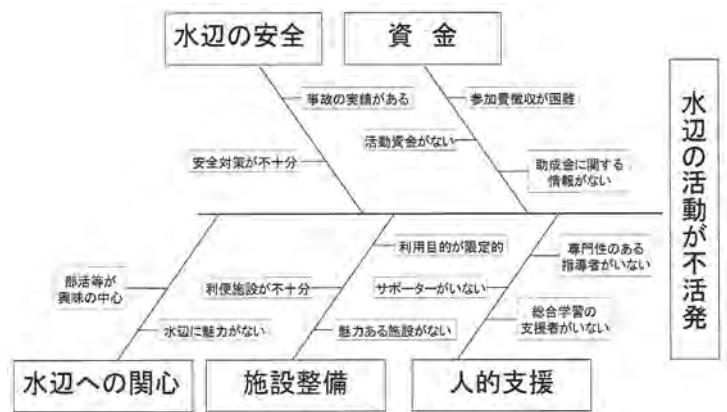 水辺の安全
資 金
事故の実績がある
参加費徴収が困難
活動資金がない
安全対策が不十分
助成金に関する
情報がない
水辺の活動が不活発
利用目的が限定的
専門性のある
指導者がいない
部活等が
興味の中心
利便施設が不十分
サポーターがいない
水辺に魅力がない
魅力ある施設がない
総合学習の
支援者がいない
水辺への関心
施設整備
人的支援